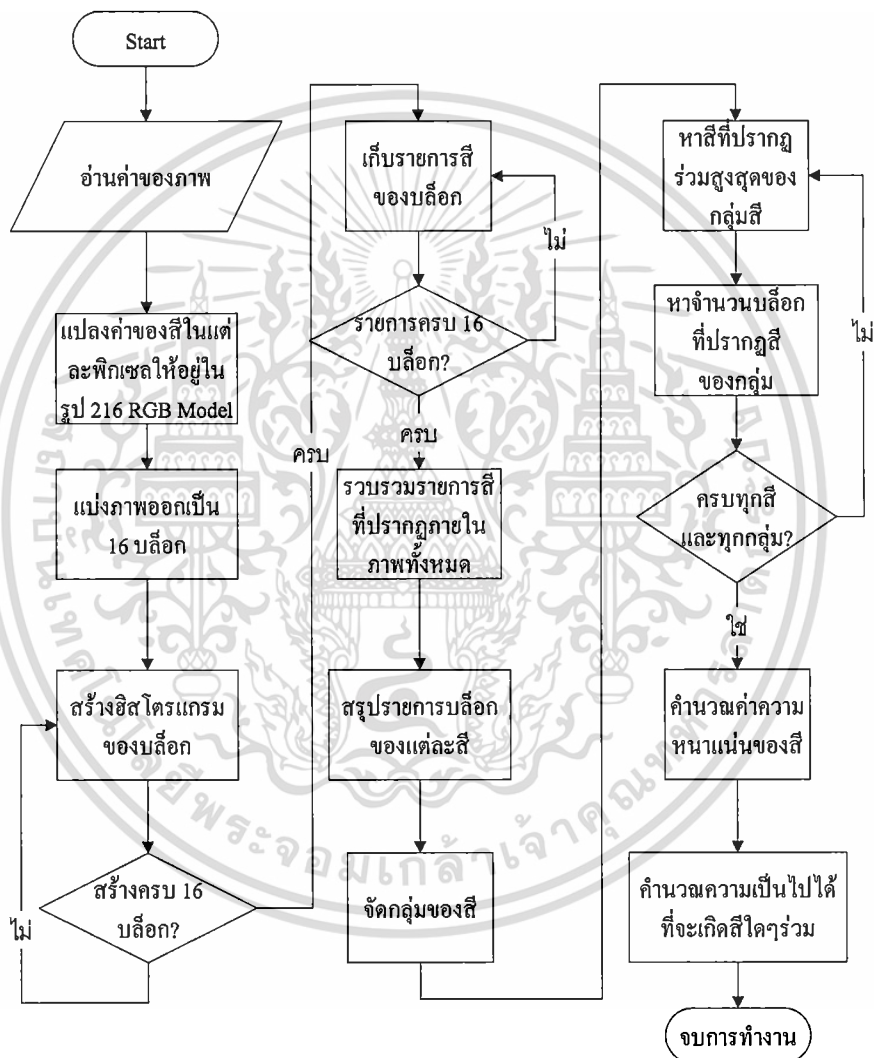 Start
อ่านค่าของภาพ
แปลงค่าของสีในแต่
ละพิกเซลให้อยู่ใน
รูป 216 RGB Model
แบ่งภาพออกเป็น
16 บล็อก
สร้างฮิสโตรแกรม
ของบล็อก
สร้างครบ 16
บล็อก?
ไม่
ครบ
เก็บรายการสี
ของบล็อก
ไม่
รายการครบ 16
บล็อก?
ครบ
รวบรวมรายการสี
ที่ปรากฏภายใน
ภาพทั้งหมด
สรุปรายการบล็อก
ของแต่ละสี
จัดกลุ่มของสี
หาสีที่ปรากฏ
ร่วมสูงสุดของ
กลุ่มสี
หาจำนวนบล็อก
ที่ปรากฏสี
ของกลุ่ม
ไม่
ครบทุกสี
และทุกกลุ่ม?
ใช่
คำนวณค่าความ
หนาแน่นของสี
คำนวณความเป็นไปได้
ที่จะเกิดสีใดๆร่วม
จบการทำงาน